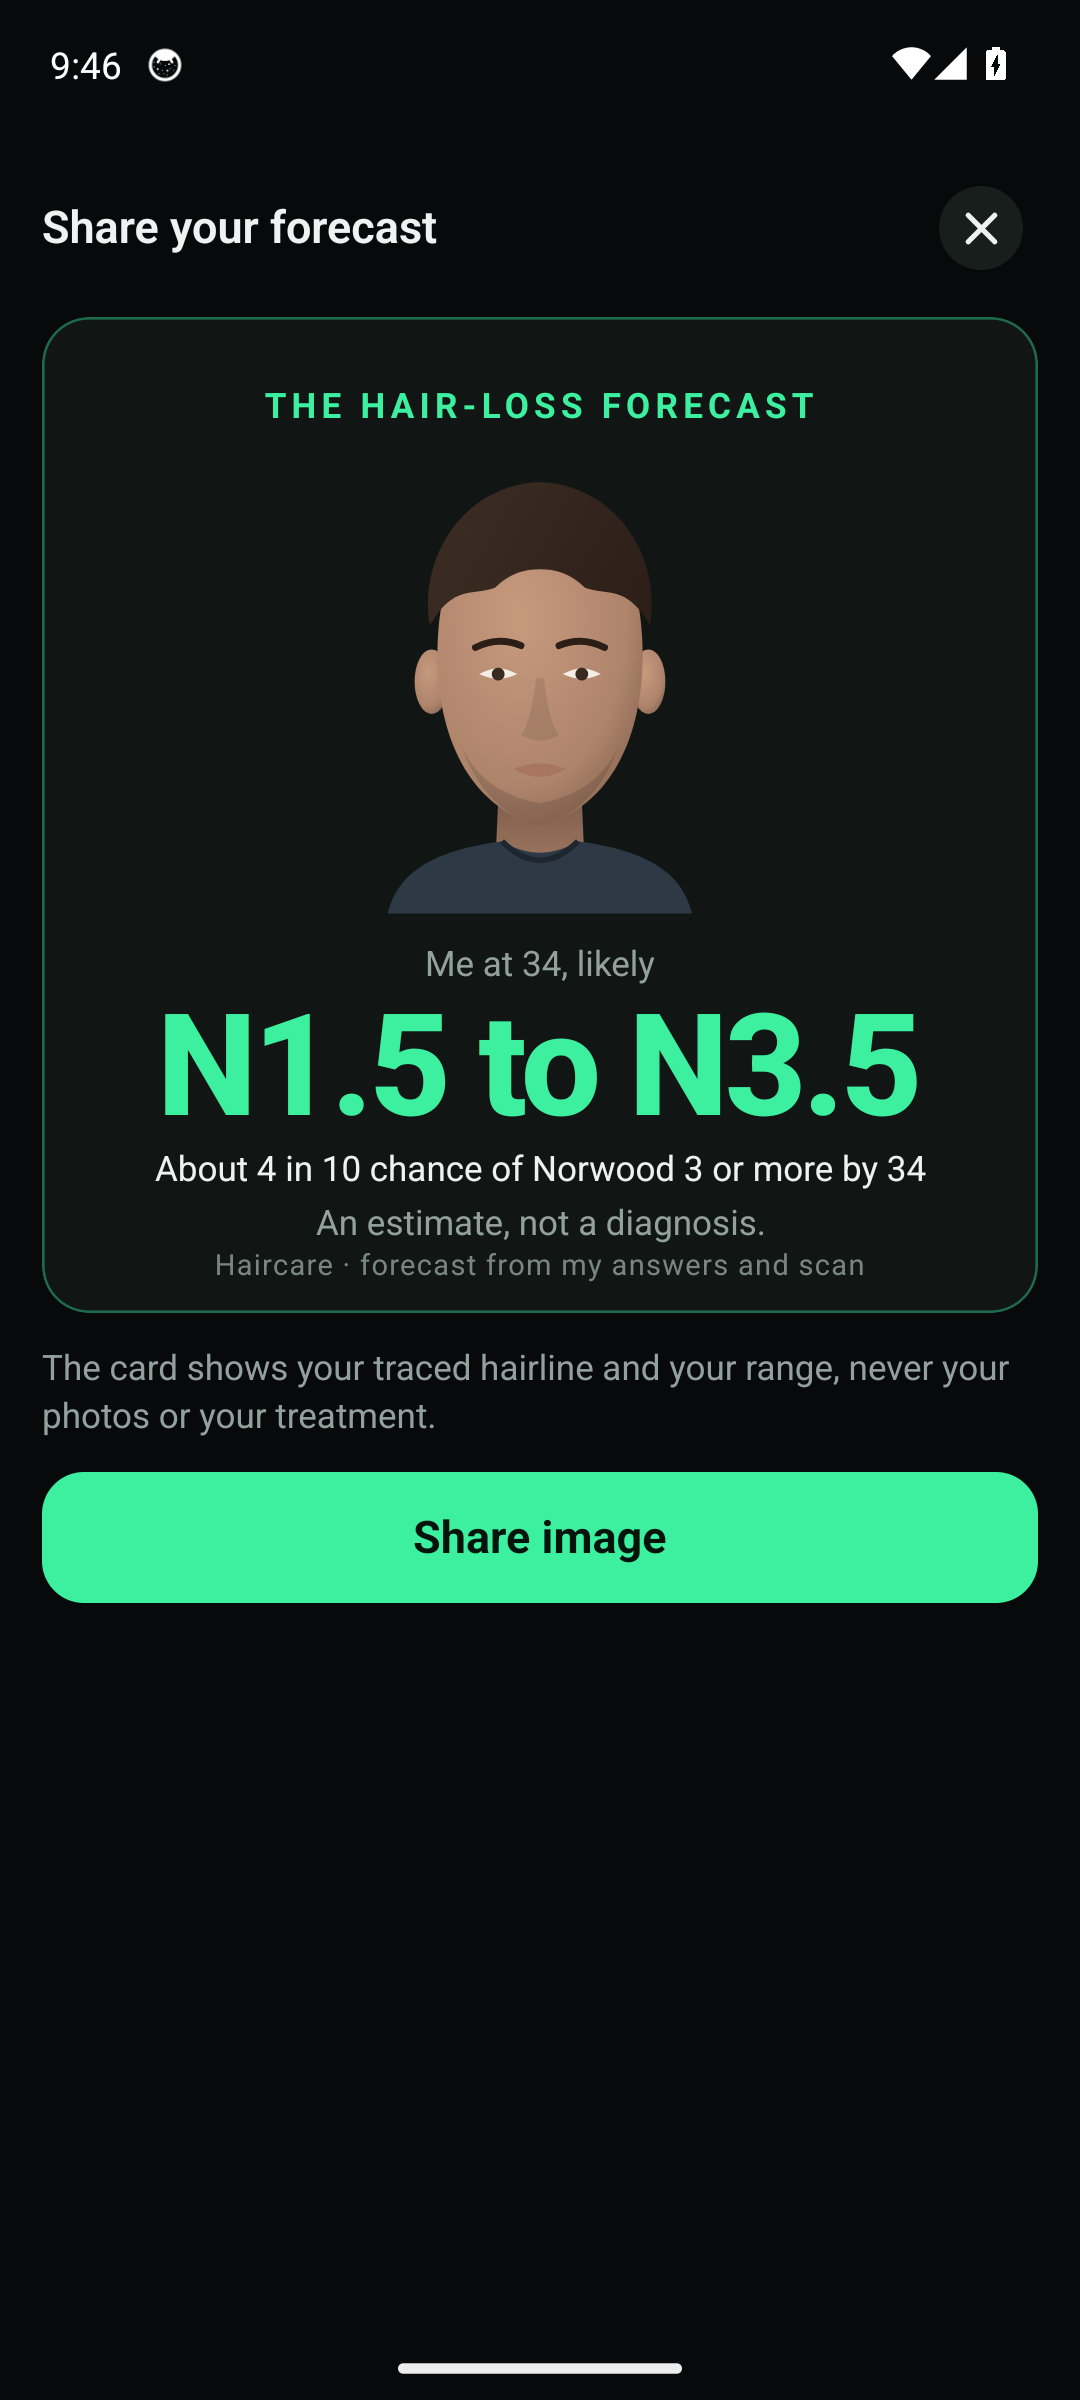 9:46
Share your forecast
THE HAIR-LOSS FORECAST
Me at 34, likely
N1.5 to N3.5
About 4 in 10 chance of Norwood 3 or more by 34
An estimate, not a diagnosis.
Haircare · forecast from my answers and scan
The card shows your traced hairline and your range, never your
photos or your treatment.
Share image